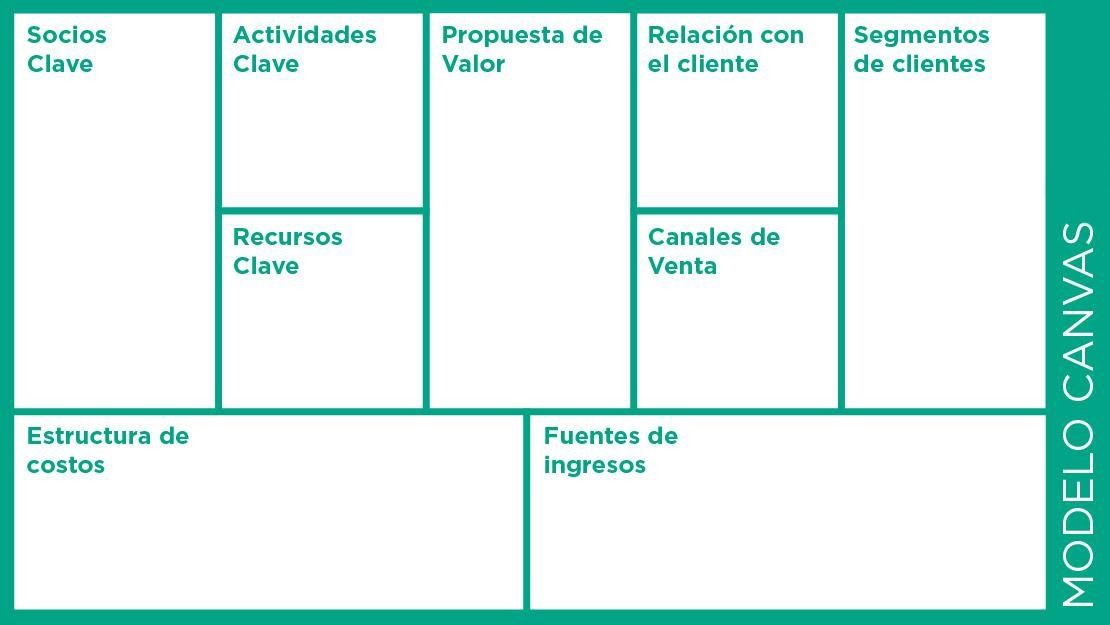 Socios
Clave
Actividades
Clave
Propuesta de
Valor
Relación con
el cliente
Segmentos
de clientes
Recursos
Clave
Canales de
Venta
Estructura de
costos
Fuentes de
ingresos
MODELO CANVAS